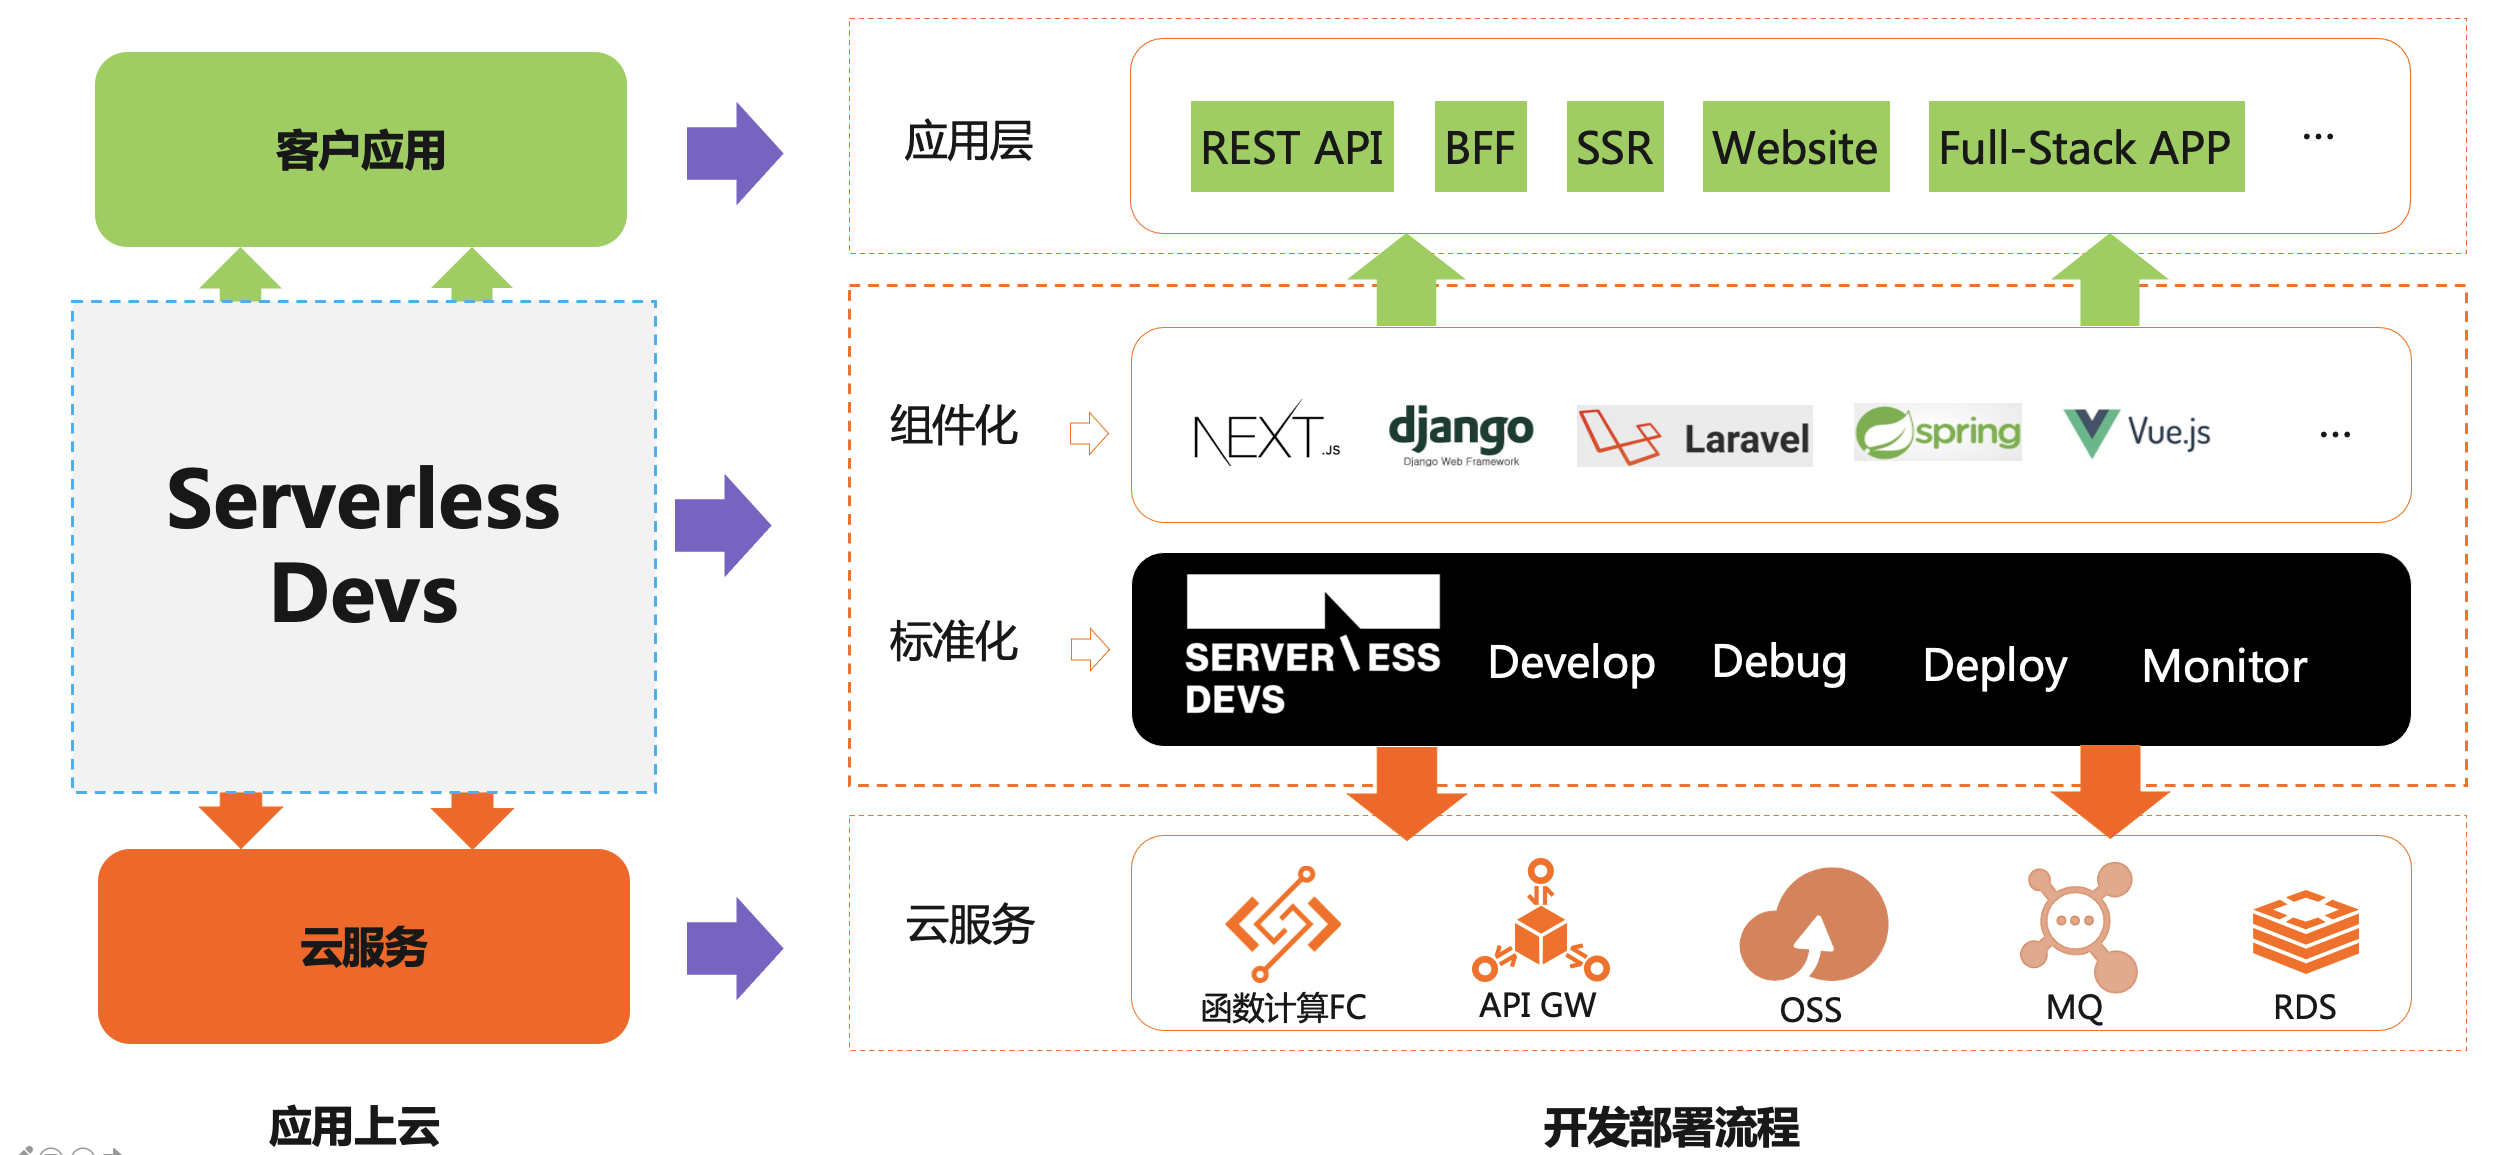 客户应用
Serverless
Devs
云服务
应用上云
应用层
REST API
BFF
SSR
Website
Full-Stack APP
...
组件化
NEXT.JS
django
Django Web Framework
Laravel
spring
Vue.js
...
标准化
SERVERLESS
DEVS
Develop
Debug
Deploy
Monitor
云服务
函数计算FC
API GW
OSS
MQ
RDS
开发部署流程